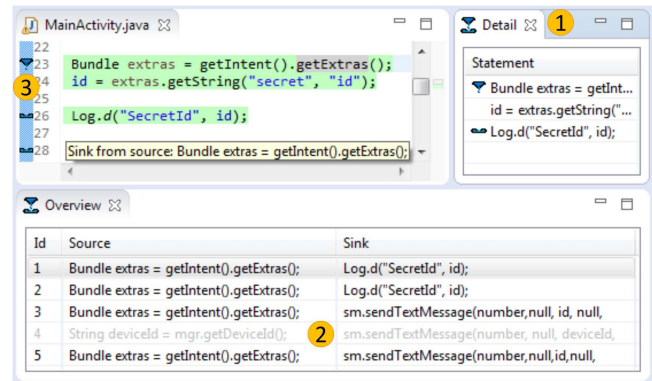 MainActivity.java
Detail
1
22
23 Bundle extras = getIntent().getExtras();
24 id = extras.getString("secret", "id");
3
25
26 Log.d("SecretId", id);
27
28 Sink from source: Bundle extras = getIntent().getExtras();
Statement
Bundle extras = getInt...
id = extras.getString("...
Log.d("SecretId", id);
Overview
Id Source Sink
1 Bundle extras = getIntent().getExtras(); Log.d("SecretId", id);
2 Bundle extras = getIntent().getExtras(); Log.d("SecretId", id);
3 Bundle extras = getIntent().getExtras(); sm.sendTextMessage(number,null, id, null,
4 String deviceId = mgr.getDeviceId(); 2 sm.sendTextMessage(number, null, deviceId,
5 Bundle extras = getIntent().getExtras(); sm.sendTextMessage(number,null,id,null,